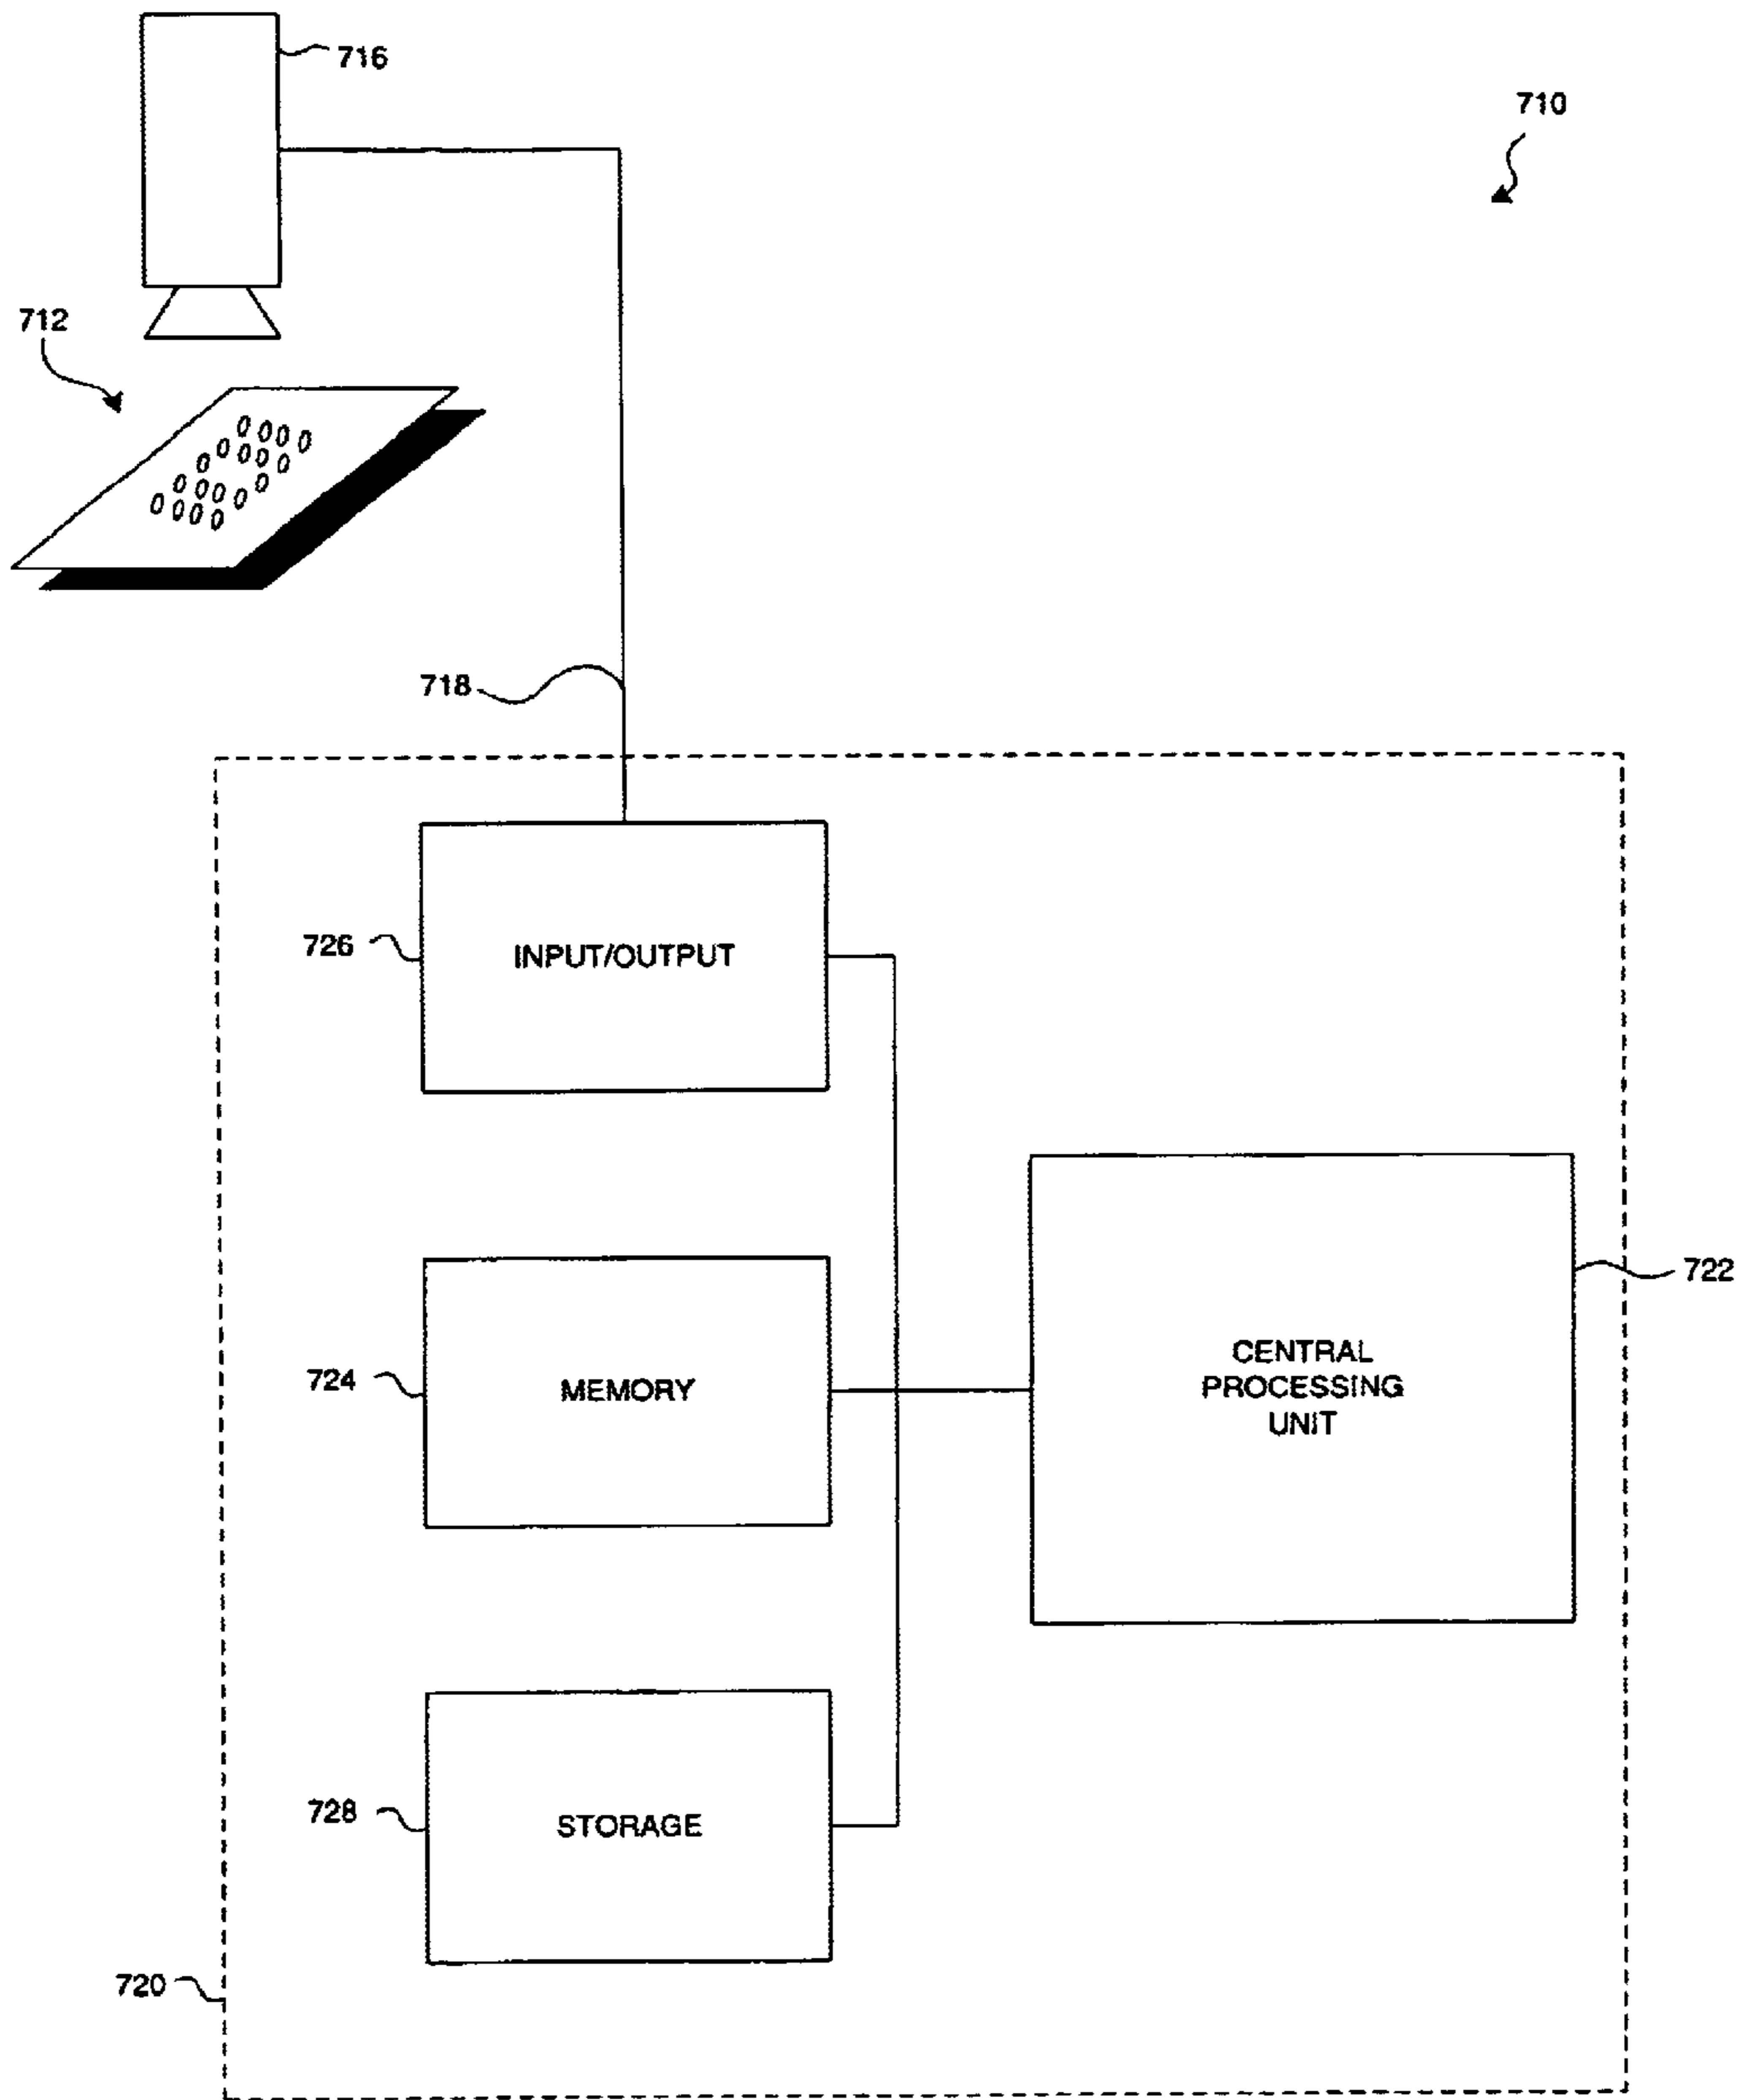 716
710
712
718
726
INPUT/OUTPUT
722
CENTRAL
PROCESSING
UNIT
724
MEMORY
728
STORAGE
720